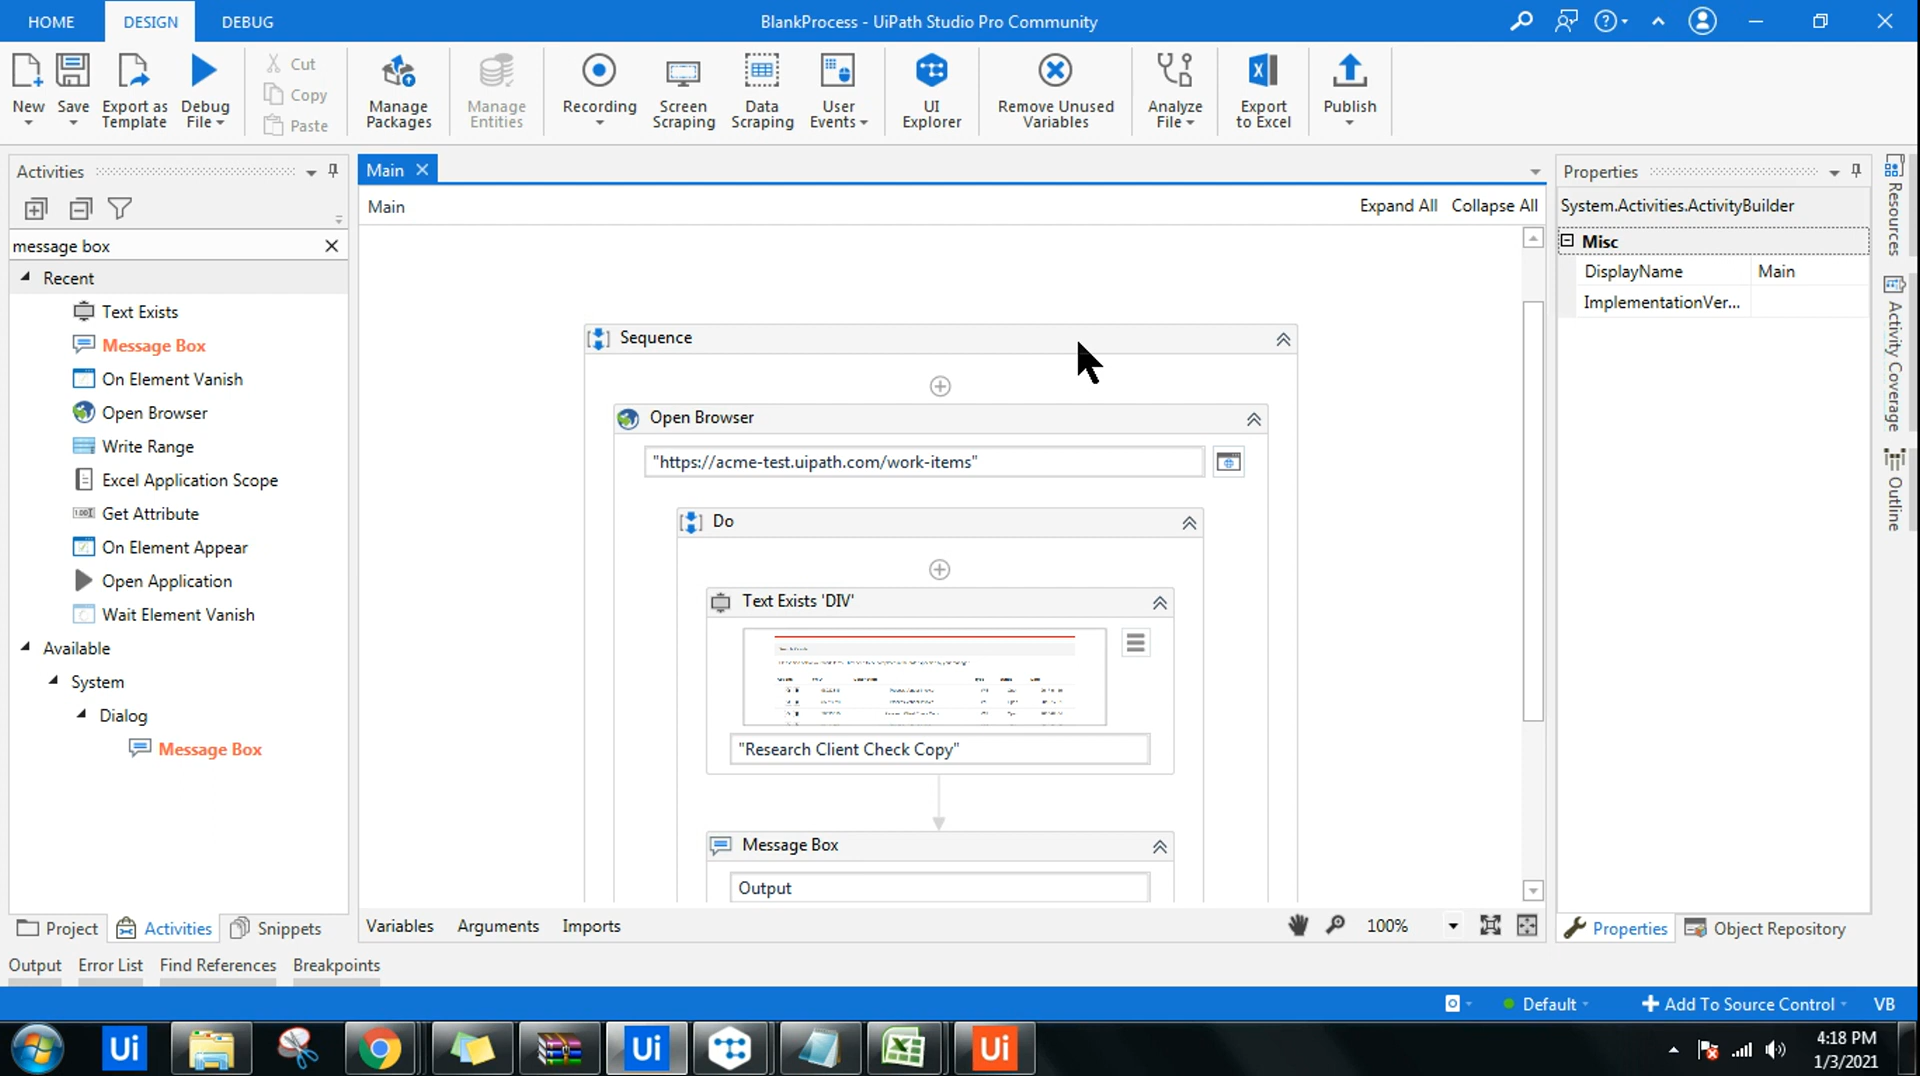 HOME DESIGN DEBUG BlankProcess - UiPath Studio Pro Community
New Save Export as Template Debug File Cut Copy Paste Manage Packages Manage Entities Recording Screen Scraping Data Scraping User Events UI Explorer Remove Unused Variables Analyze File Export to Excel Publish
Activities
message box
Recent
Text Exists
Message Box
On Element Vanish
Open Browser
Write Range
Excel Application Scope
Get Attribute
On Element Appear
Open Application
Wait Element Vanish
Available
System
Dialog
Message Box
Project Activities Snippets
Main
Main Expand All Collapse All
Sequence
Open Browser
"https://acme-test.uipath.com/work-items"
Do
Text Exists 'DIV'
"Research Client Check Copy"
Message Box
Output
Variables Arguments Imports 100%
Properties
System.Activities.ActivityBuilder
Misc
DisplayName Main
ImplementationVer...
Properties Object Repository
Resources
Activity Coverage
Outline
Output Error List Find References Breakpoints
Default Add To Source Control VB
Ui Ui Ui
4:18 PM
1/3/2021